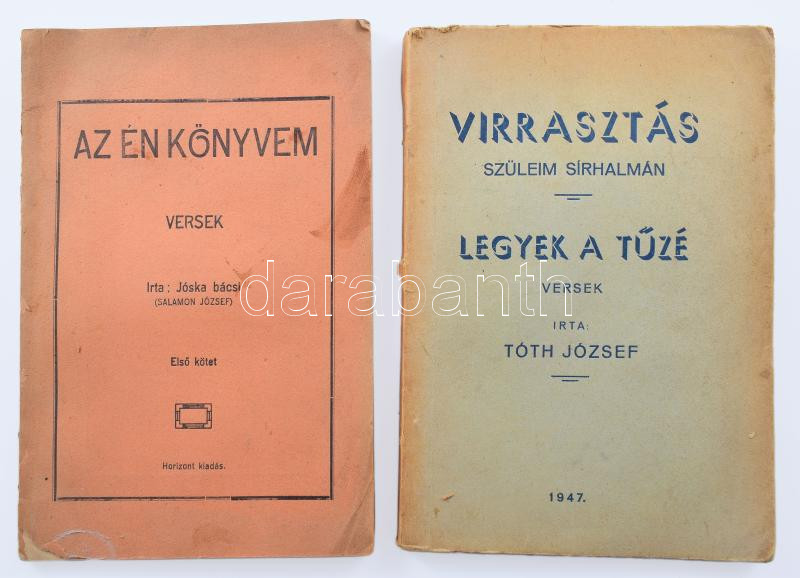 AZ ÉN KÖNYVEM
VERSEK
Irta: Jóska bácsi
(SALAMON JÓZSEF)
Első kötet
Horizont kiadás.
VIRRASZTÁS
SZÜLEIM SÍRHALMÁN
LEGYEK A TŰZÉ
VERSEK
IRTA:
TÓTH JÓZSEF
1947.
darabanth